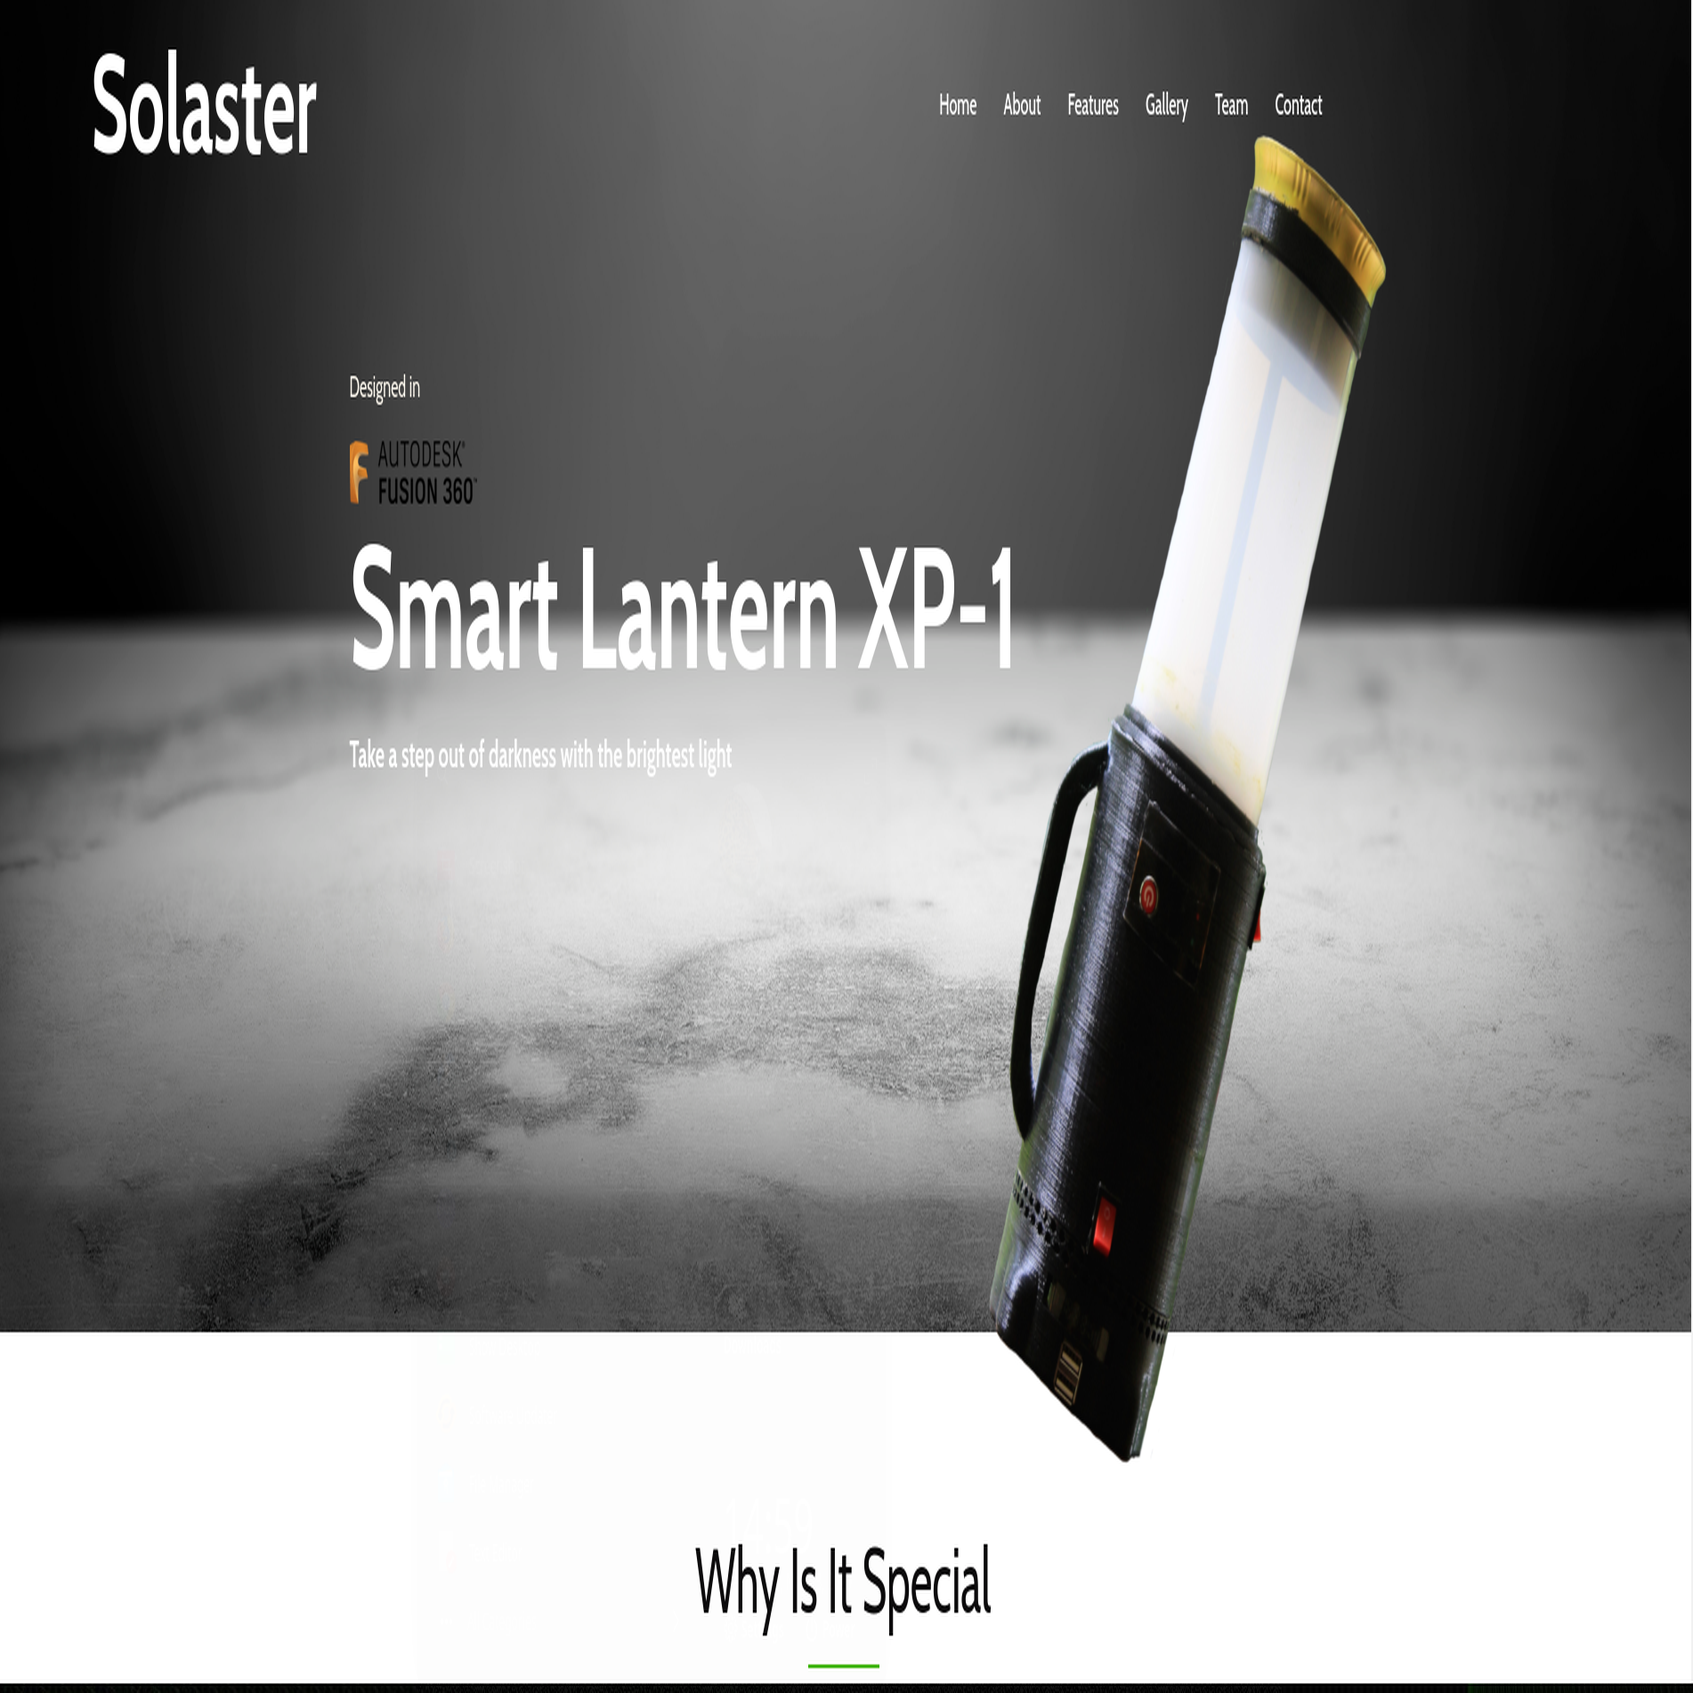 Solaster
Home About Features Gallery Team Contact
Designed in
AUTODESK®
FUSION 360™
Smart Lantern XP-1
Take a step out of darkness with the brightest light
Why Is It Special